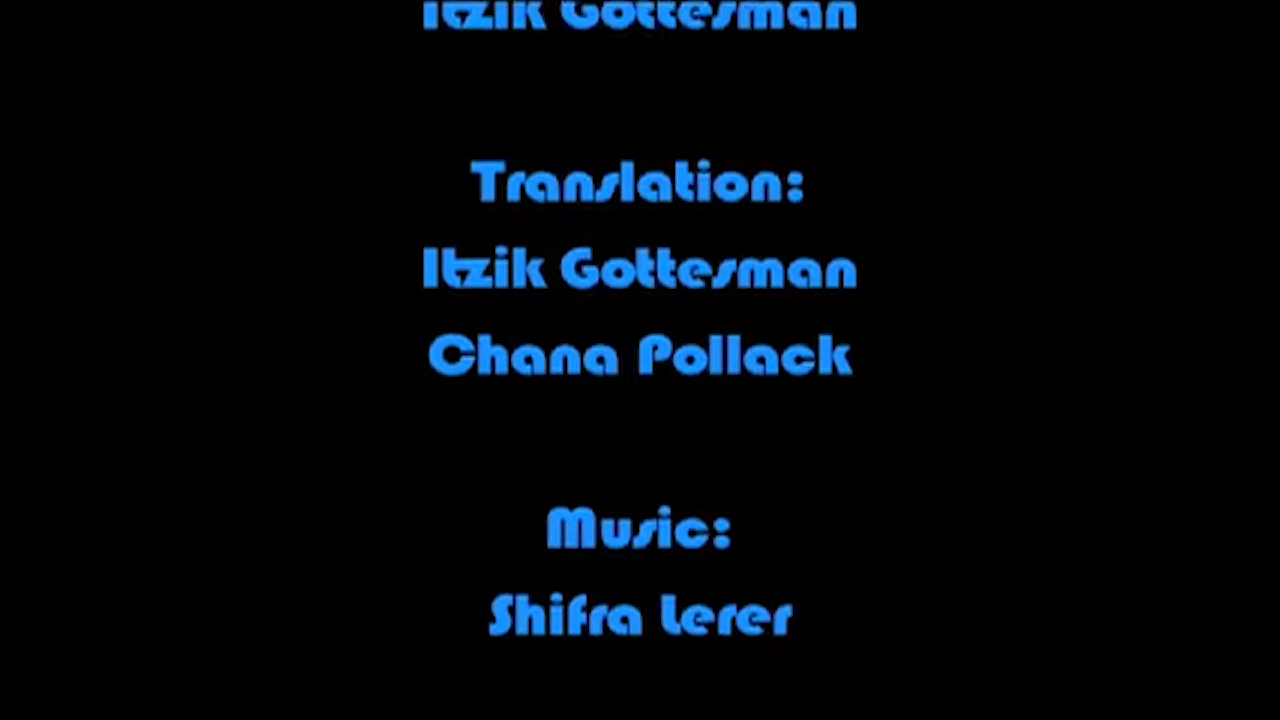 Itzik Gottesman
Translation:
Itzik Gottesman
Chana Pollack
Music:
Shifra Lerer